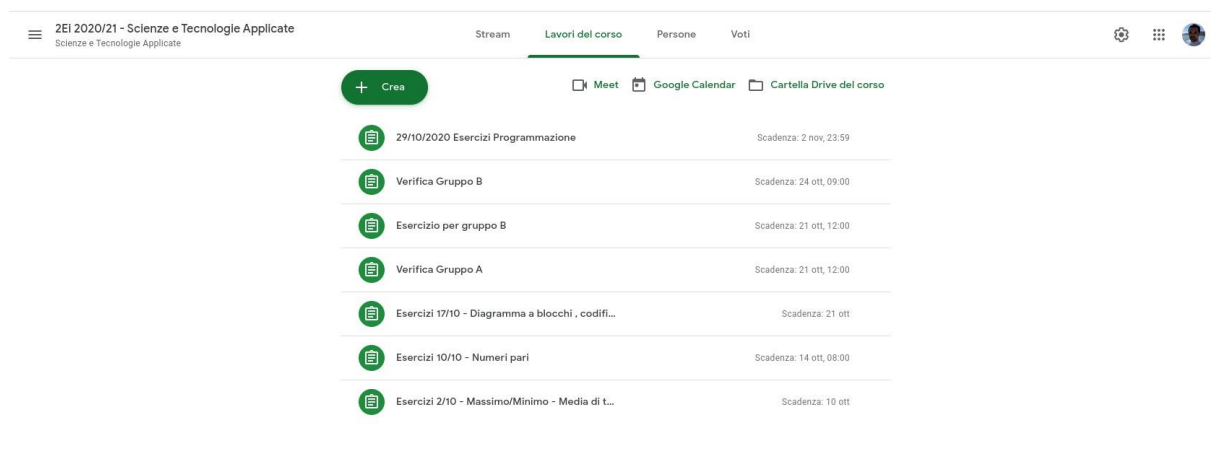 2Ei 2020/21 - Scienze e Tecnologie Applicate
Scienze e Tecnologie Applicate
Stream Lavori del corso Persone Voti
Crea
Meet Google Calendar Cartella Drive del corso
29/10/2020 Esercizi Programmazione Scadenza: 2 nov, 23:59
Verifica Gruppo B Scadenza: 24 ott, 09:00
Esercizio per gruppo B Scadenza: 21 ott, 12:00
Verifica Gruppo A Scadenza: 21 ott, 12:00
Esercizi 17/10 - Diagramma a blocchi , codifi... Scadenza: 21 ott
Esercizi 10/10 - Numeri pari Scadenza: 14 ott, 08:00
Esercizi 2/10 - Massimo/Minimo - Media di t... Scadenza: 10 ott